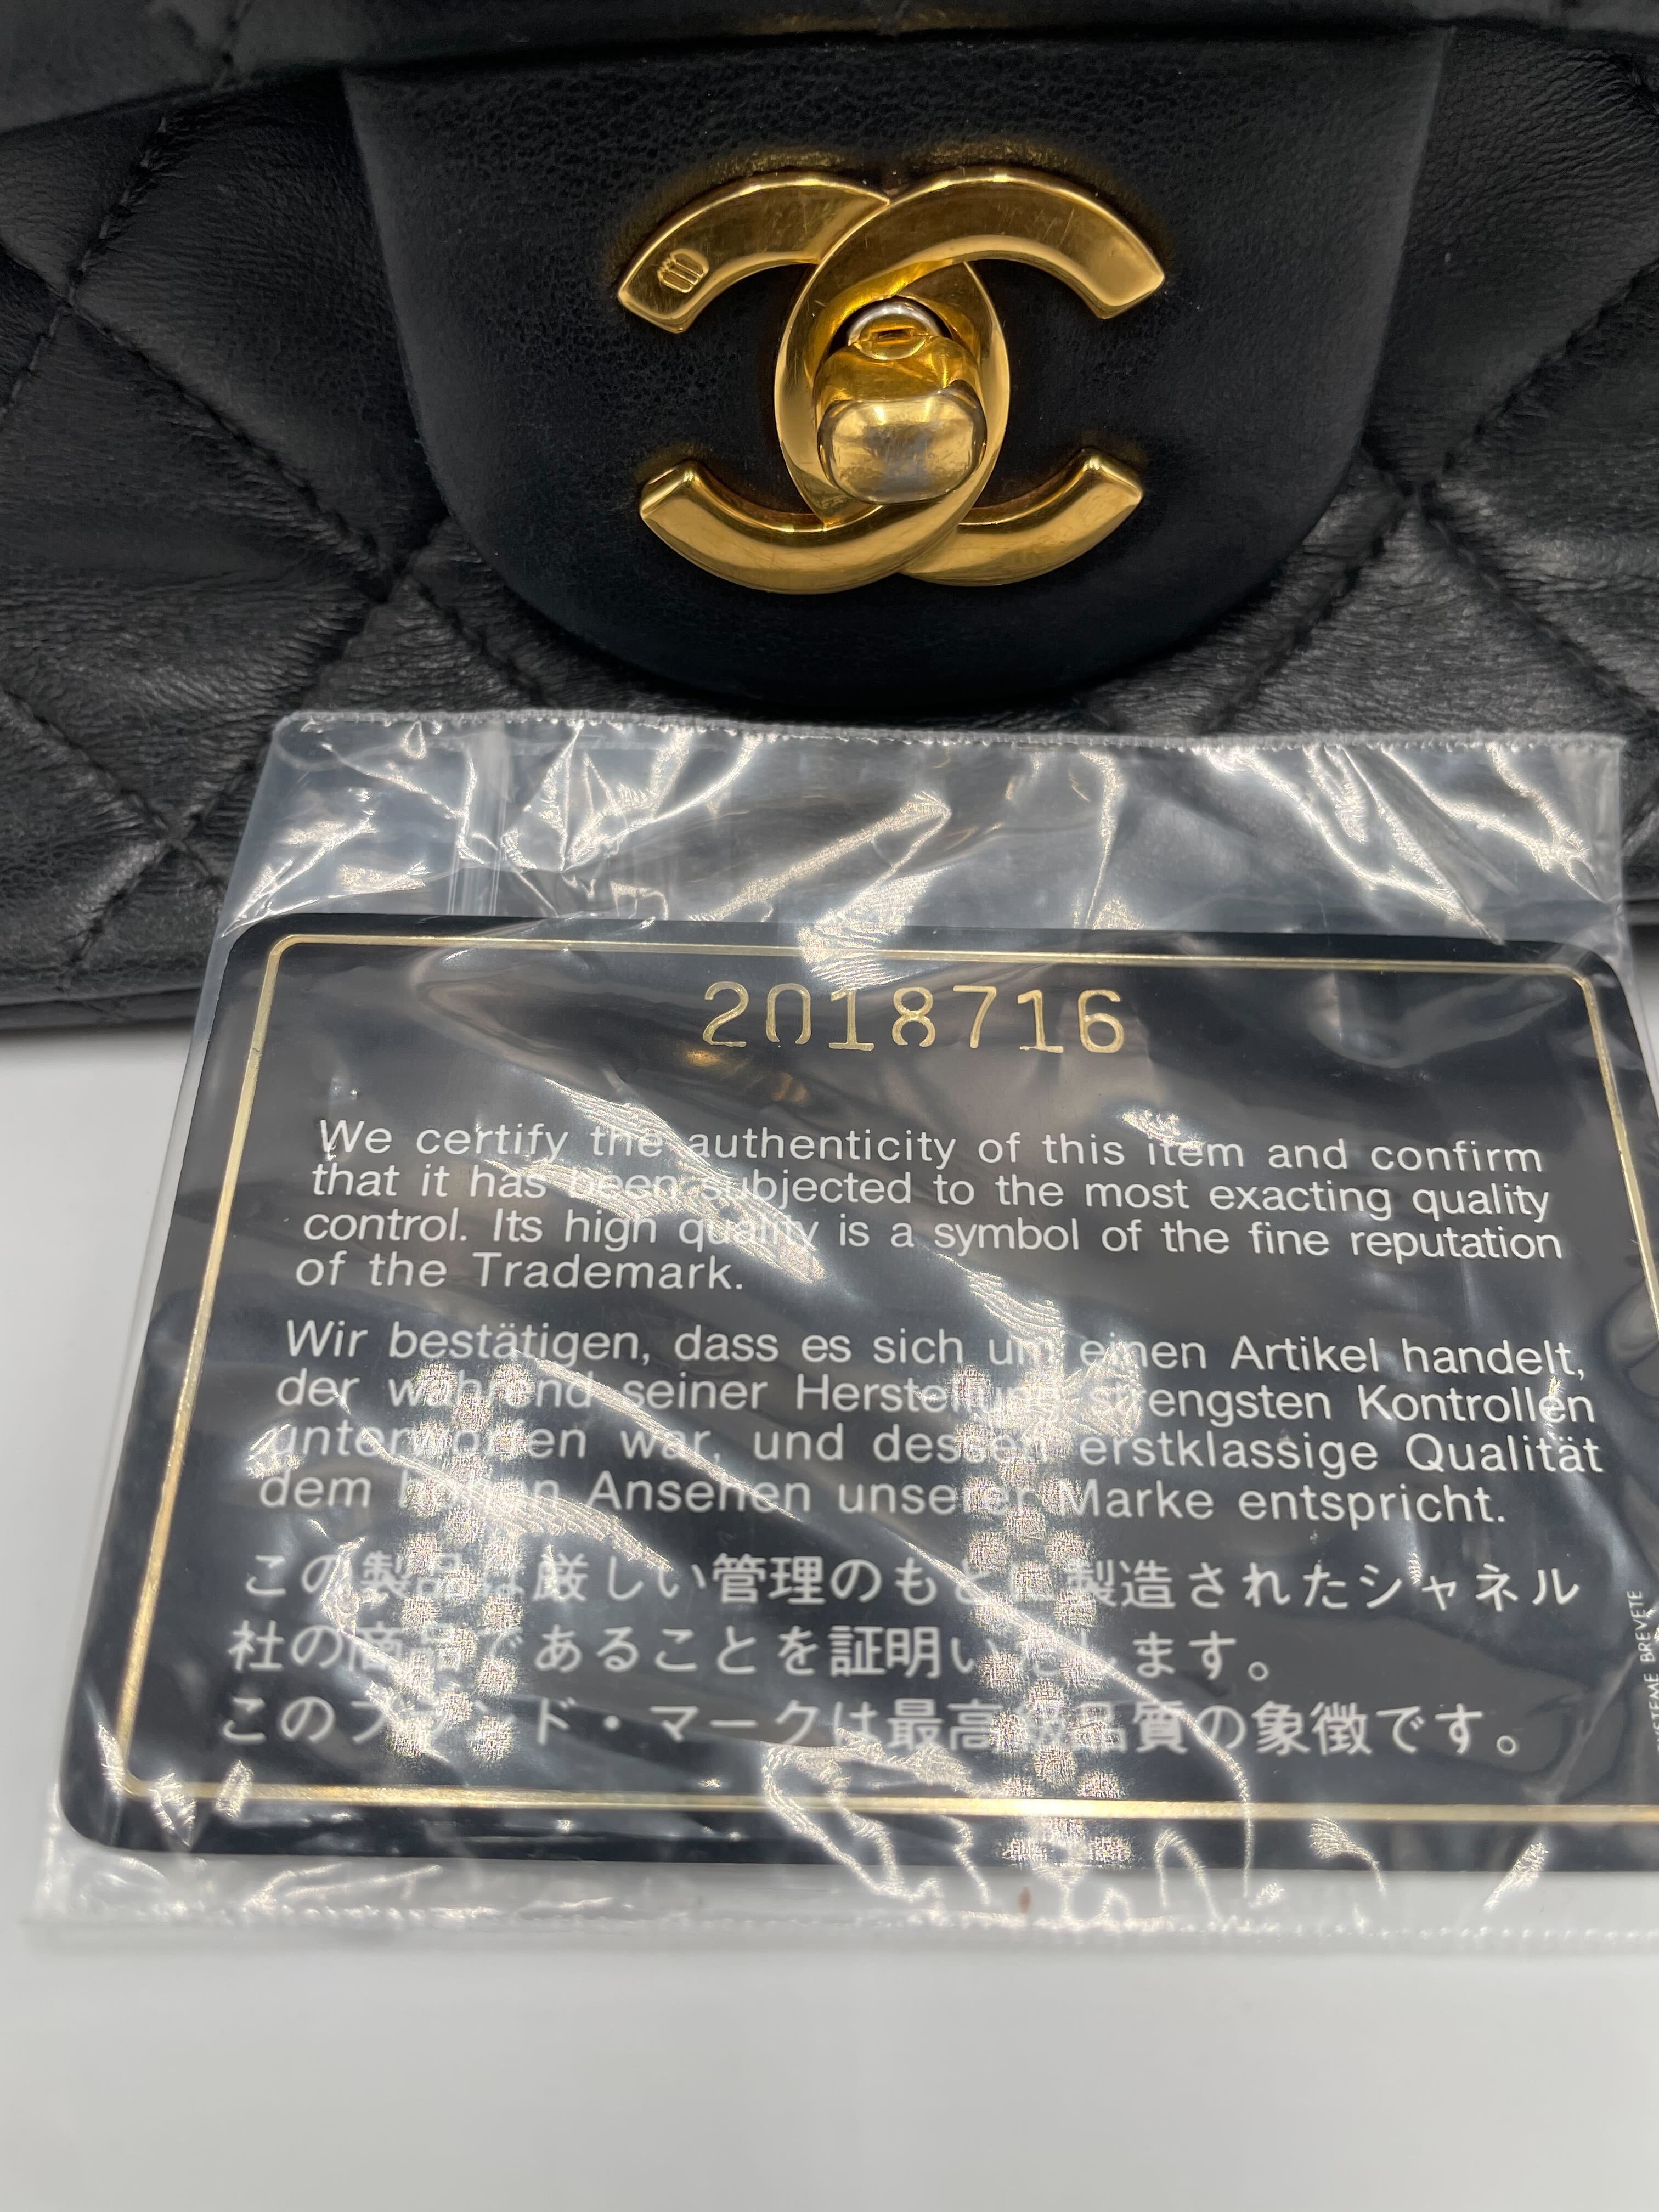 2018716
We certify the authenticity of this item and confirm
that it has been subjected to the most exacting quality
control. Its high quality is a symbol of the fine reputation
of the Trademark.
Wir bestätigen, dass es sich um einen Artikel handelt,
der während seiner Herstellung strengsten Kontrollen
unterworfen war, und dessen erstklassige Qualität
dem hohen Ansehen unserer Marke entspricht.
この製品は厳しい管理のもとに製造されたシャネル
社の商品であることを証明いたします。
このブランド・マークは最高級品質の象徴です。
BREVETE